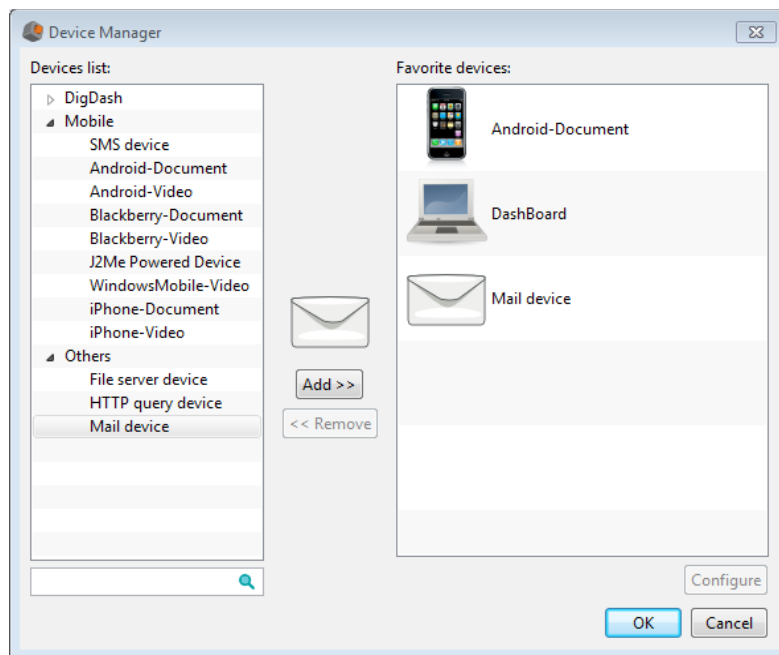 Device Manager
Devices list:
DigDash
Mobile
SMS device
Android-Document
Android-Video
Blackberry-Document
Blackberry-Video
J2Me Powered Device
WindowsMobile-Video
iPhone-Document
iPhone-Video
Others
File server device
HTTP query device
Mail device
Add >>
<< Remove
Favorite devices:
Android-Document
DashBoard
Mail device
Configure
OK
Cancel